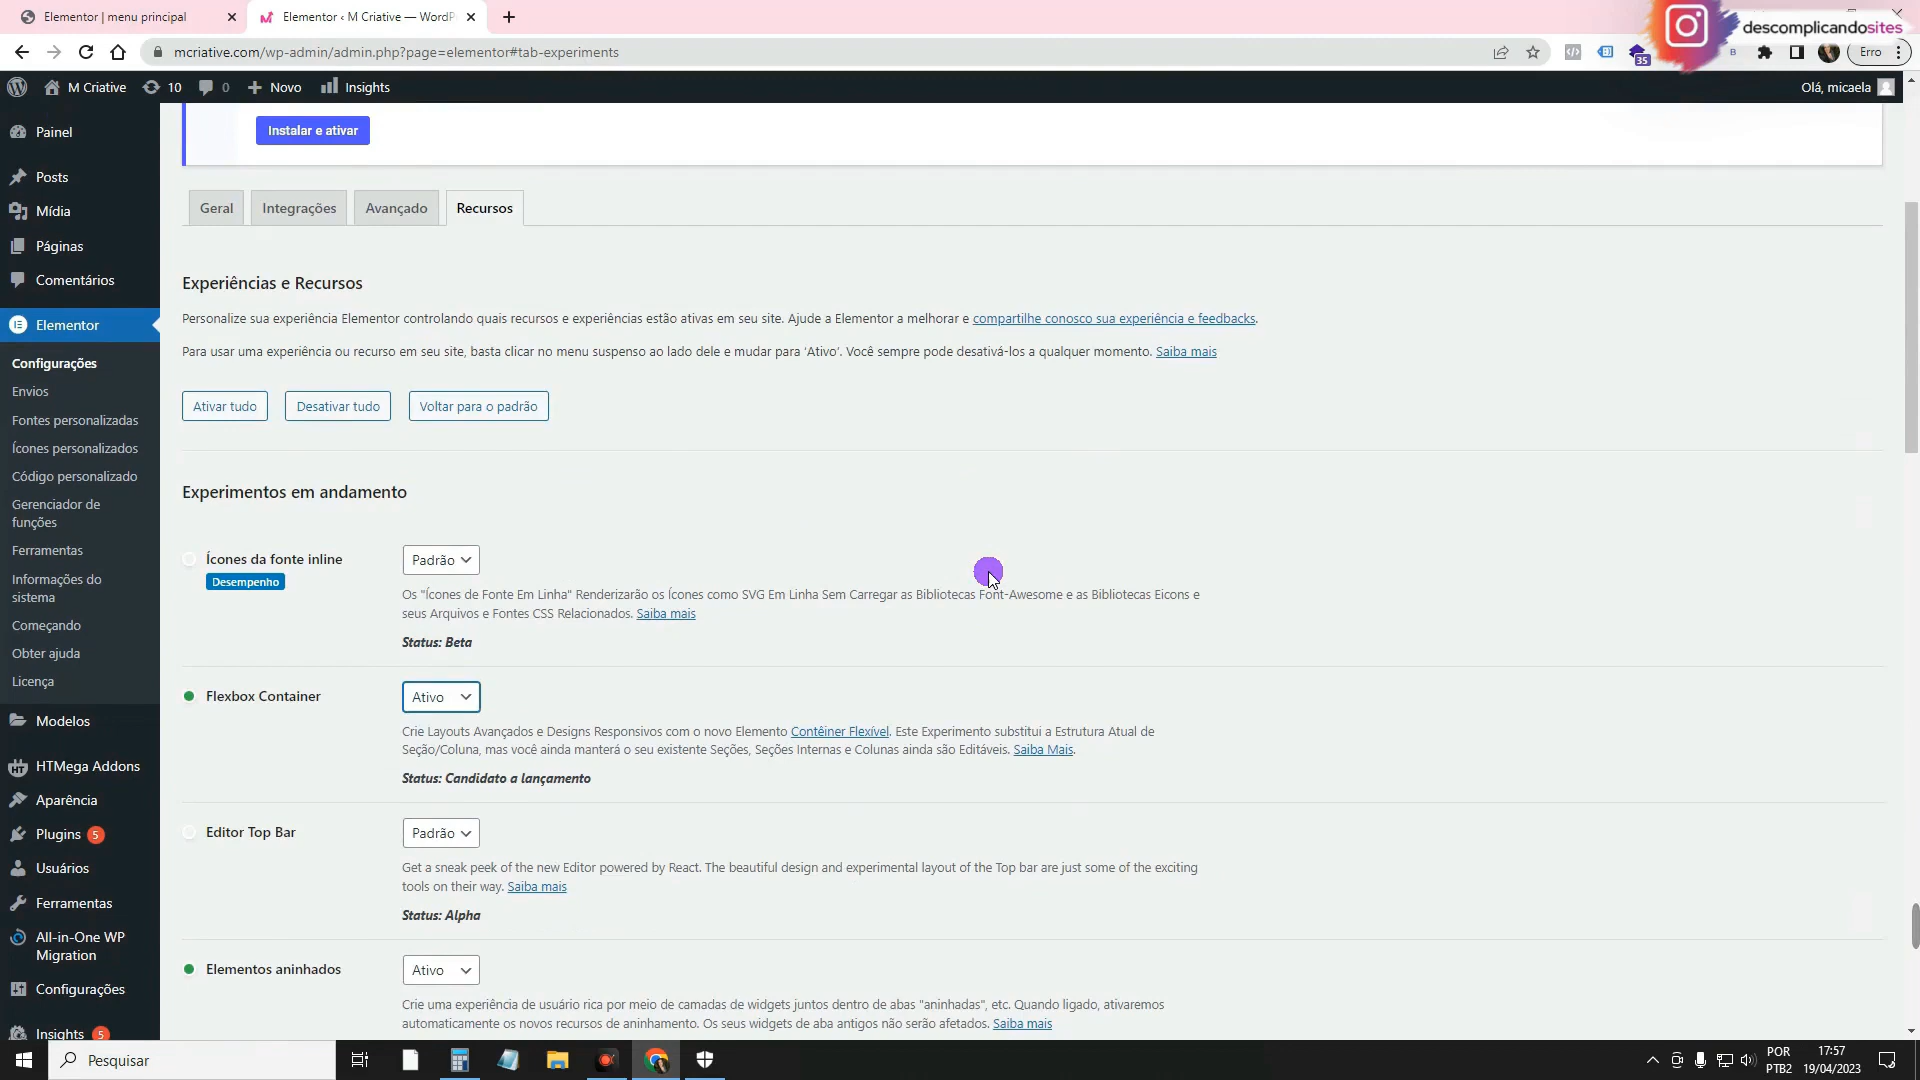 Elementor | menu principal
Elementor ‹ M Criative — WordP
descomplicandosites
mcriative.com/wp-admin/admin.php?page=elementor#tab-experiments
35
B
Erro
M Criative
10
0
Novo
Insights
Olá, micaela
Painel
Posts
Mídia
Páginas
Comentários
Elementor
Configurações
Envios
Fontes personalizadas
Ícones personalizados
Código personalizado
Gerenciador de
funções
Ferramentas
Informações do
sistema
Começando
Obter ajuda
Licença
Modelos
HTMega Addons
Aparência
Plugins 5
Usuários
Ferramentas
All-in-One WP
Migration
Configurações
Insights 5
Instalar e ativar
Geral
Integrações
Avançado
Recursos
Experiências e Recursos
Personalize sua experiência Elementor controlando quais recursos e experiências estão ativas em seu site. Ajude a Elementor a melhorar e compartilhe conosco sua experiência e feedbacks.
Para usar uma experiência ou recurso em seu site, basta clicar no menu suspenso ao lado dele e mudar para 'Ativo'. Você sempre pode desativá-los a qualquer momento. Saiba mais
Ativar tudo
Desativar tudo
Voltar para o padrão
Experimentos em andamento
Ícones da fonte inline
Desempenho
Padrão
Os "Ícones de Fonte Em Linha" Renderizarão os Ícones como SVG Em Linha Sem Carregar as Bibliotecas Font-Awesome e as Bibliotecas Eicons e
seus Arquivos e Fontes CSS Relacionados. Saiba mais
Status: Beta
Flexbox Container
Ativo
Crie Layouts Avançados e Designs Responsivos com o novo Elemento Contêiner Flexível. Este Experimento substitui a Estrutura Atual de
Seção/Coluna, mas você ainda manterá o seu existente Seções, Seções Internas e Colunas ainda são Editáveis. Saiba Mais.
Status: Candidato a lançamento
Editor Top Bar
Padrão
Get a sneak peek of the new Editor powered by React. The beautiful design and experimental layout of the Top bar are just some of the exciting
tools on their way. Saiba mais
Status: Alpha
Elementos aninhados
Ativo
Crie uma experiência de usuário rica por meio de camadas de widgets juntos dentro de abas "aninhadas", etc. Quando ligado, ativaremos
automaticamente os novos recursos de aninhamento. Os seus widgets de aba antigos não serão afetados. Saiba mais
Pesquisar
POR
PTB2
17:57
19/04/2023